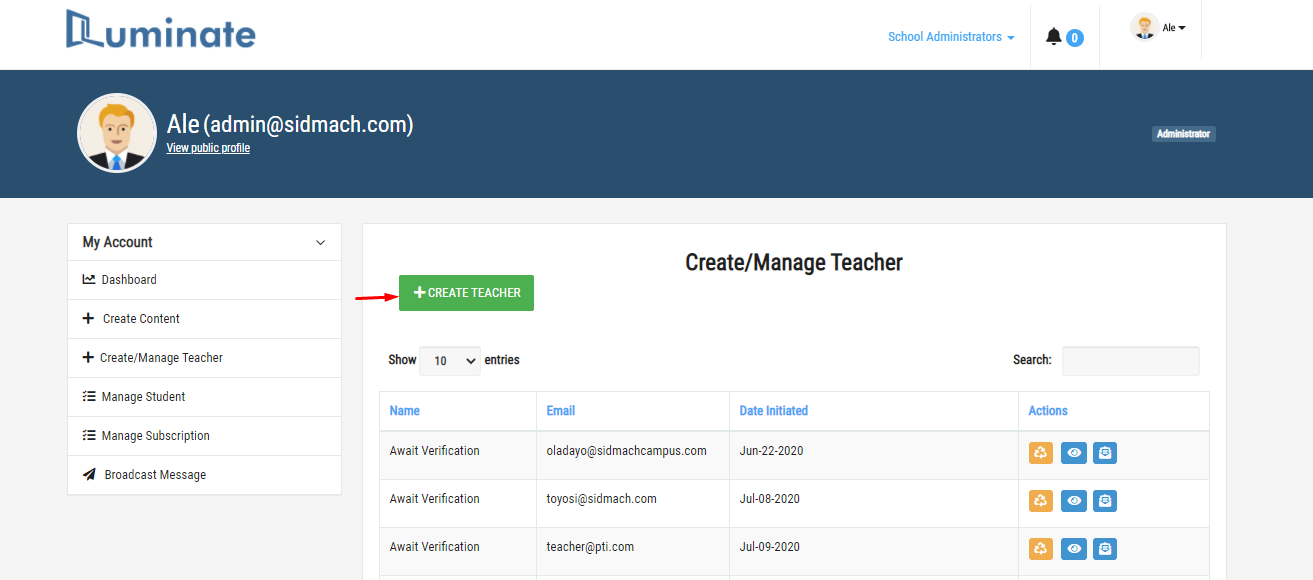 Luminate
School Administrators
0
Ale
Ale (admin@sidmach.com)
View public profile
Administrator
My Account
Dashboard
Create Content
Create/Manage Teacher
Manage Student
Manage Subscription
Broadcast Message
Create/Manage Teacher
CREATE TEACHER
Show 10 entries
Search:
Name Email Date Initiated Actions
Await Verification oladayo@sidmachcampus.com Jun-22-2020
Await Verification toyosi@sidmach.com Jul-08-2020
Await Verification teacher@pti.com Jul-09-2020